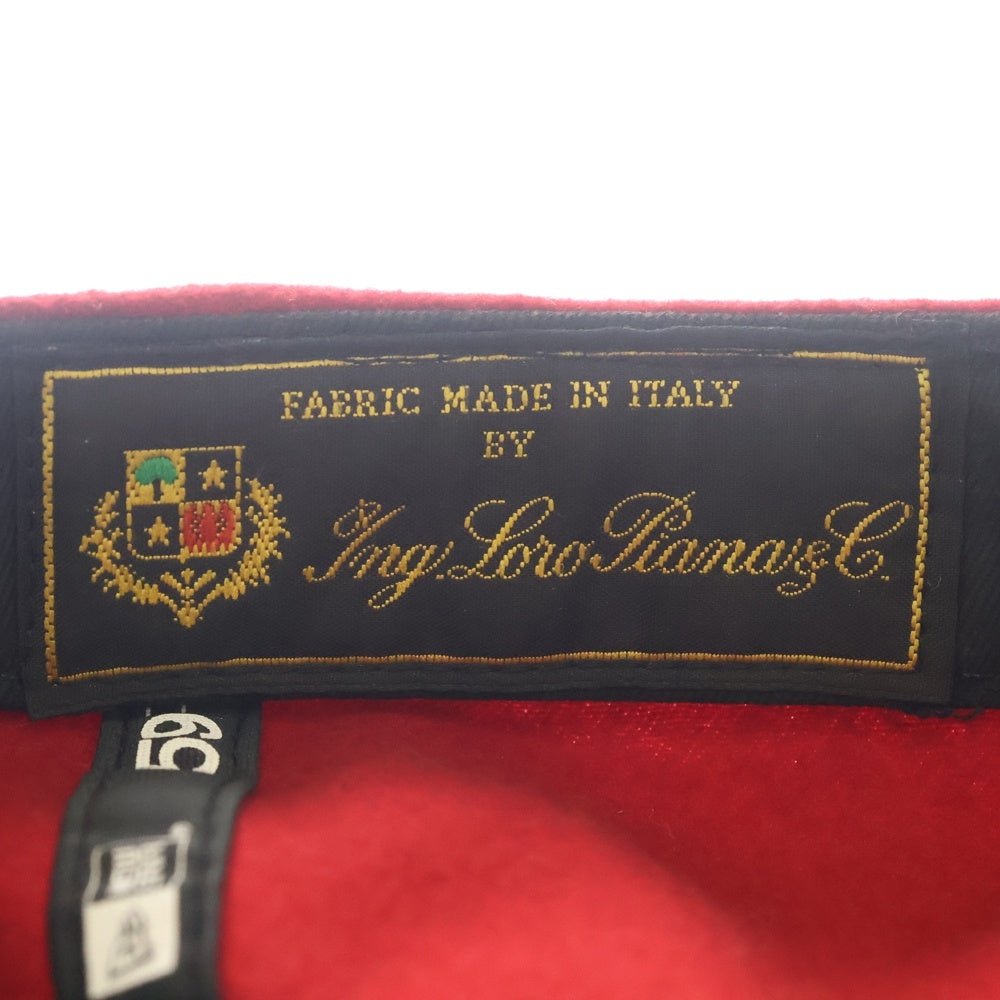 FABRIC MADE IN ITALY
BY
Ing. Loro Piana & C.
59